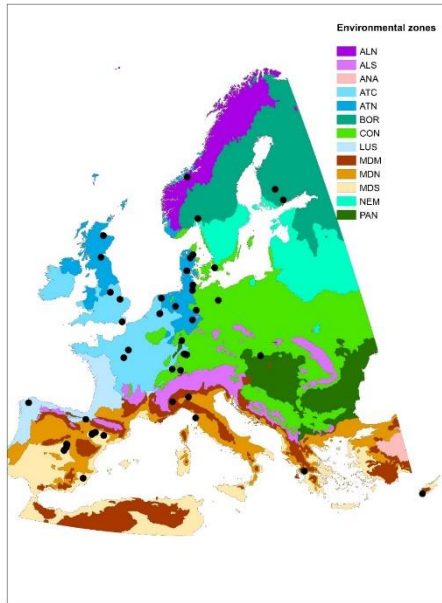 Environmental zones
ALN
ALS
ANA
ATC
ATN
BOR
CON
LUS
MDM
MDN
MDS
NEM
PAN